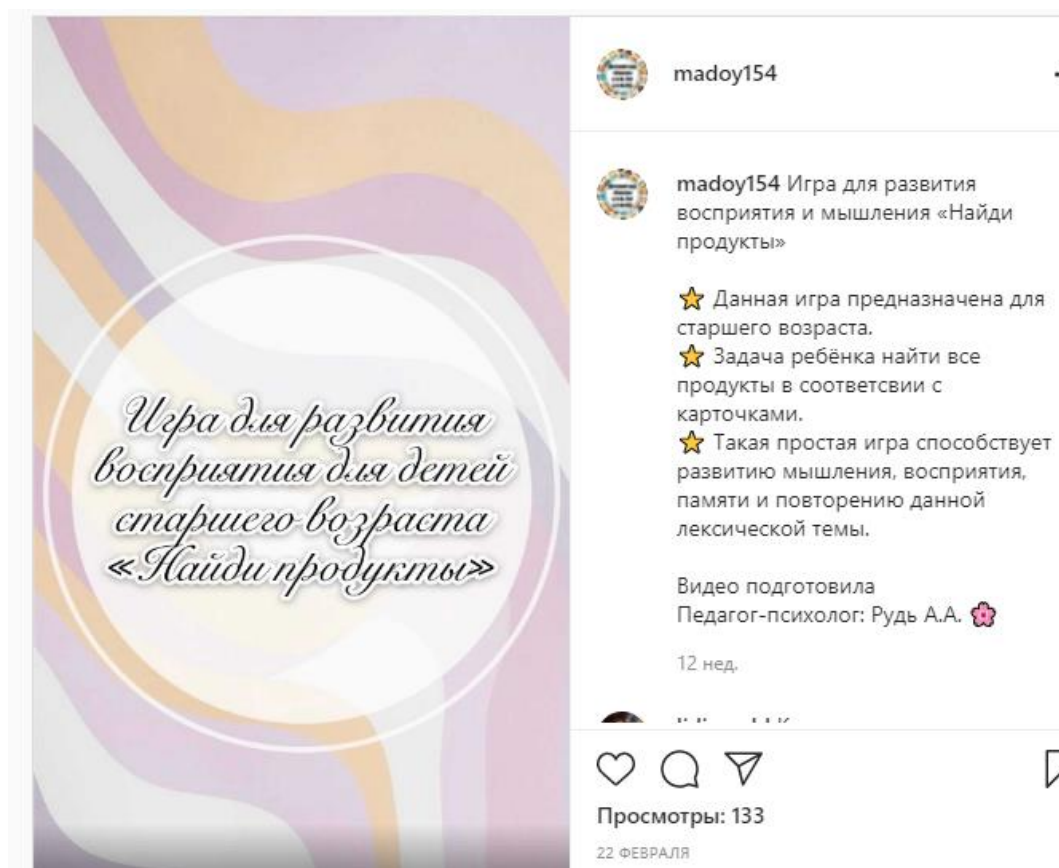 Игра для развития
восприятия для детей
старшего возраста
«Найди продукты»
madoy154
madoy154 Игра для развития
восприятия и мышления «Найди
продукты»
⭐ Данная игра предназначена для
старшего возраста.
⭐ Задача ребёнка найти все
продукты в соответсвии с
карточками.
⭐ Такая простая игра способствует
развитию мышления, восприятия,
памяти и повторению данной
лексической темы.
Видео подготовила
Педагог-психолог: Рудь А.А. 🌸
12 нед.
Просмотры: 133
22 ФЕВРАЛЯ